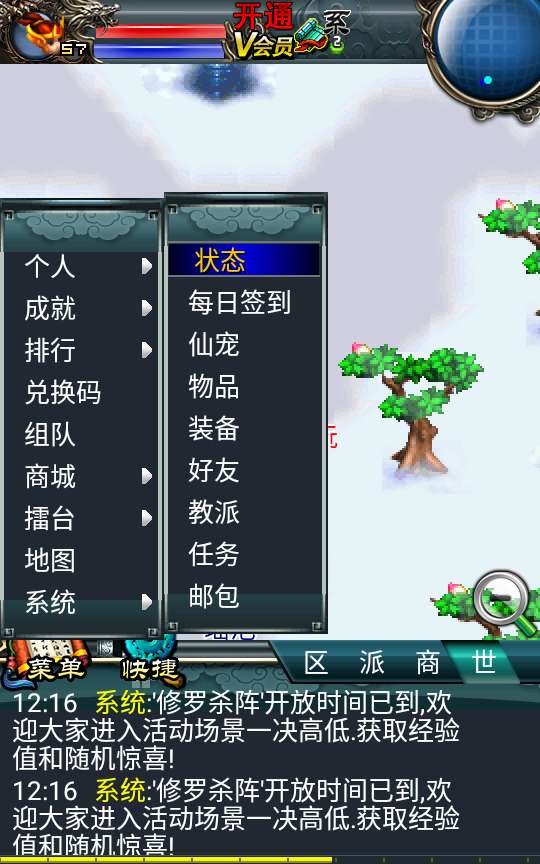 开通
V会员
系
2
57
个人
成就
排行
兑换码
组队
商城
擂台
地图
系统
状态
每日签到
仙宠
物品
装备
好友
教派
任务
邮包
菜单
快捷
区 派 商 世
12:16 系统:'修罗杀阵'开放时间已到,欢
迎大家进入活动场景一决高低.获取经验
值和随机惊喜!
12:16 系统:'修罗杀阵'开放时间已到,欢
迎大家进入活动场景一决高低.获取经验
值和随机惊喜!